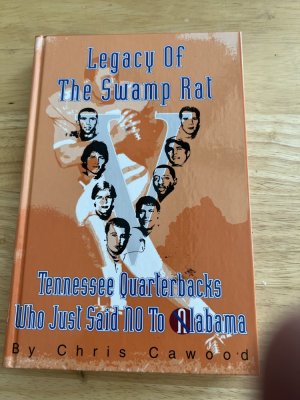 Legacy Of
The Swamp Rat
Tennessee Quarterbacks
Who Just Said NO To Alabama
By Chris Cawood